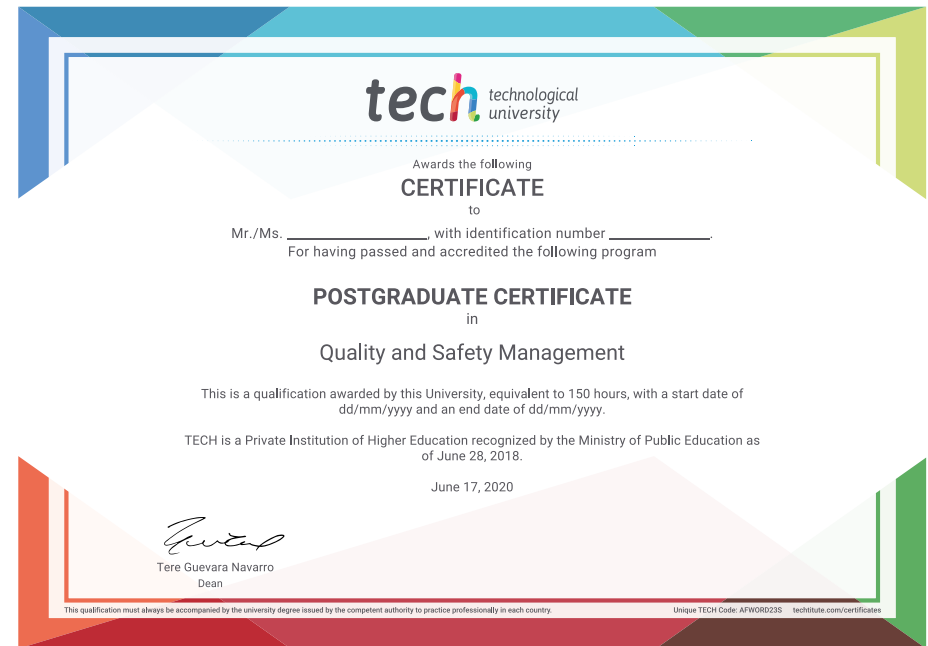 tech technological
university
Awards the following
CERTIFICATE
to
Mr./Ms. ____________________, with identification number ______________.
For having passed and accredited the following program
POSTGRADUATE CERTIFICATE
in
Quality and Safety Management
This is a qualification awarded by this University, equivalent to 150 hours, with a start date of
dd/mm/yyyy and an end date of dd/mm/yyyy.
TECH is a Private Institution of Higher Education recognized by the Ministry of Public Education as
of June 28, 2018.
June 17, 2020
Tere Guevara Navarro
Dean
This qualification must always be accompanied by the university degree issued by the competent authority to practice professionally in each country.
Unique TECH Code: AFWORD23S techtitute.com/certificates